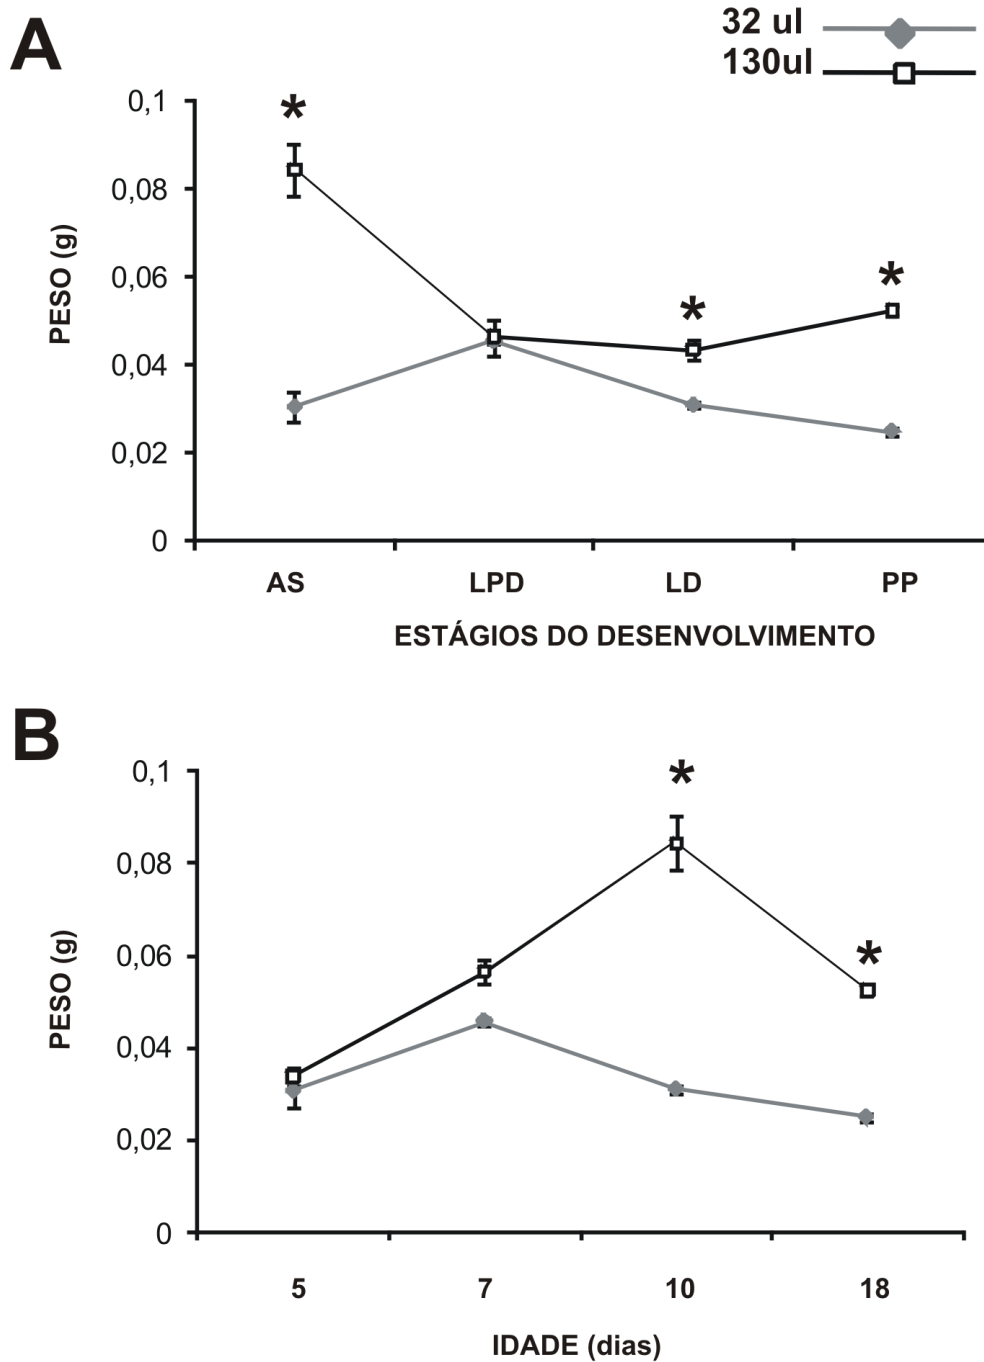 A
32 ul
130ul
0,1
0,08
0,06
0,04
0,02
0
PESO (g)
*
*
*
AS LPD LD PP
ESTÁGIOS DO DESENVOLVIMENTO
B
0,1
0,08
0,06
0,04
0,02
0
PESO (g)
*
*
5 7 10 18
IDADE (dias)